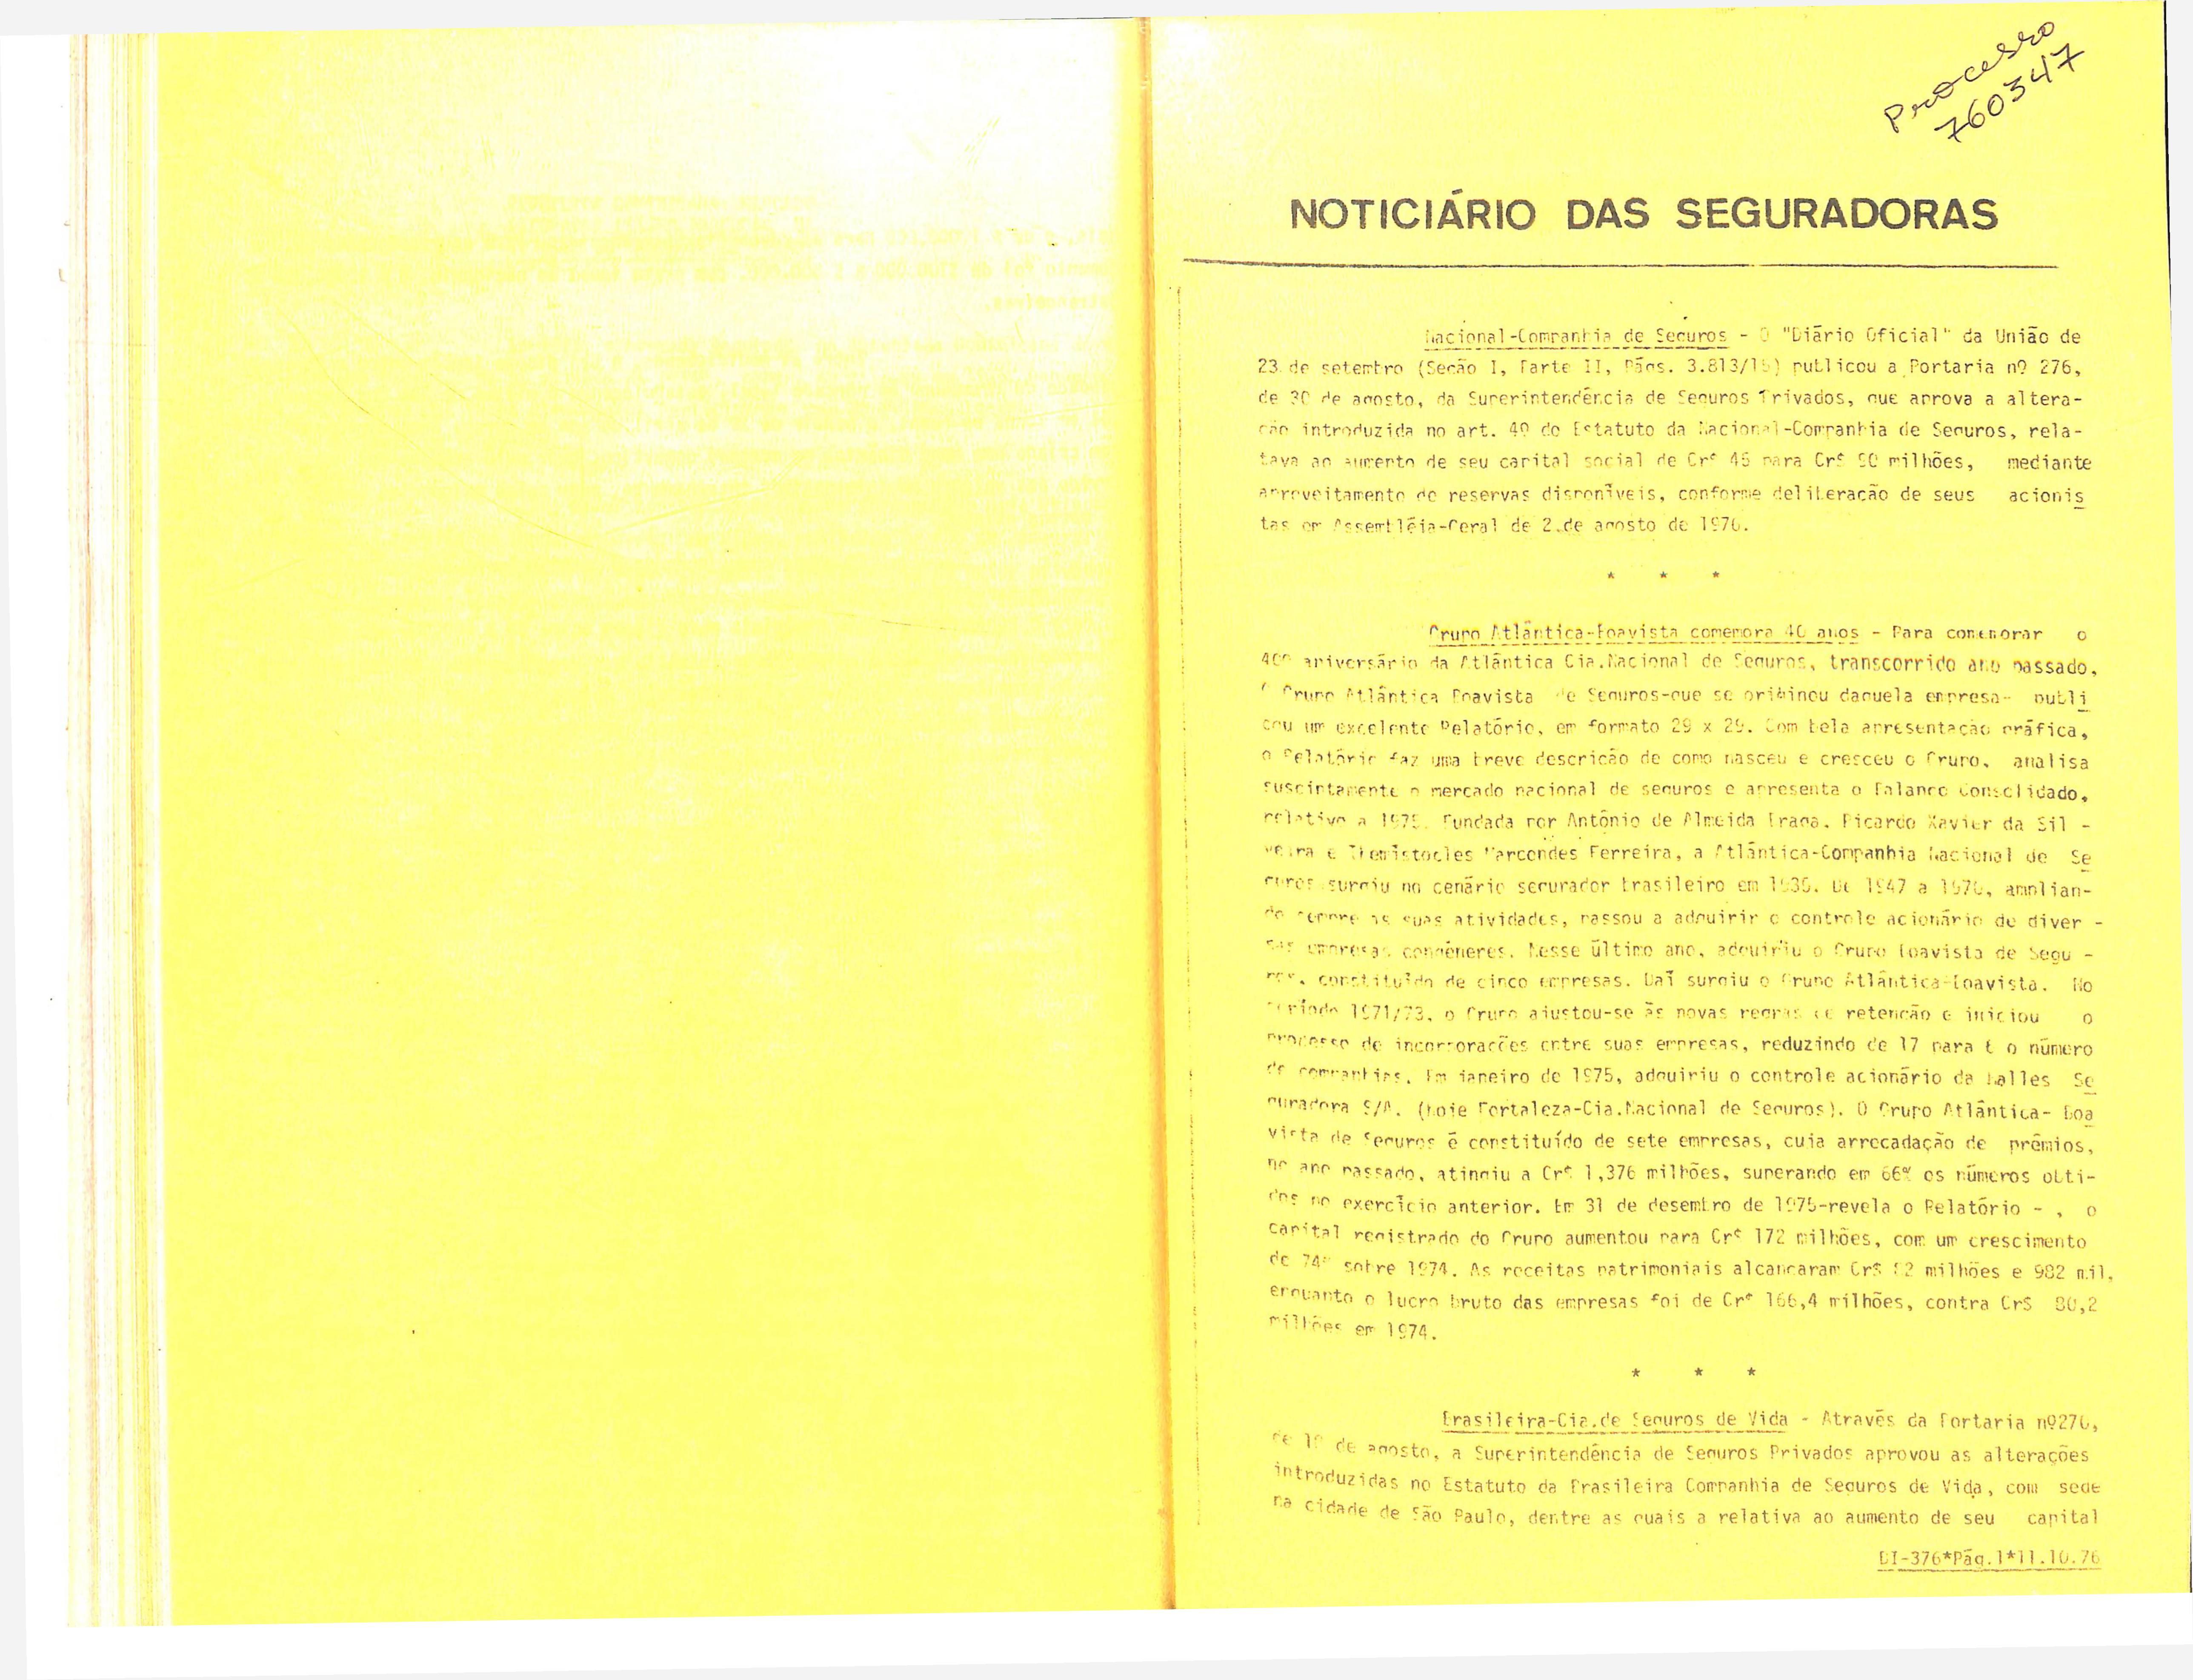 Processo
760347
NOTICIÁRIO DAS SEGURADORAS
Nacional-Companhia de Seguros - O "Diário Oficial" da União de
23 de setembro (Seção I, Parte II, Págs. 3.813/15) publicou a Portaria nº 276,
de 30 de agosto, da Superintendência de Seguros Privados, que aprova a altera-
ção introduzida no art. 4º do Estatuto da Nacional-Companhia de Seguros, rela-
tava ao aumento de seu capital social de Cr$ 45 para Cr$ 90 milhões, mediante
aproveitamento de reservas disponíveis, conforme deliberação de seus acionis
tas em Assembléia-Geral de 2.de agosto de 1976.
* * *
Grupo Atlântica-Boavista comemora 40 anos - Para comemorar o
40º aniversário da Atlântica Cia.Nacional de Seguros, transcorrido ano passado,
o Grupo Atlântica Boavista de Seguros-que se originou daquela empresa- publi
cou um excelente Relatório, em formato 29 x 29. Com bela apresentação gráfica,
o Relatório faz uma breve descrição de como nasceu e cresceu o Grupo, analisa
suscintamente o mercado nacional de seguros e apresenta o Balanço Consolidado,
relativo a 1975. Fundada por Antônio de Almeida Braga, Ricardo Xavier da Sil -
veira e Themístocles Marcondes Ferreira, a Atlântica-Companhia Nacional de Se
guros surgiu no cenário segurador brasileiro em 1935. De 1947 a 1970, amplian-
do sempre as suas atividades, passou a adquirir o controle acionário de diver -
sas empresas congêneres. Nesse último ano, adquiriu o Grupo Boavista de Segu -
ros, constituído de cinco empresas. Daí surgiu o Grupo Atlântica-Boavista. No
período 1971/73, o Grupo ajustou-se às novas regras de retenção e iniciou o
processo de incorporações entre suas empresas, reduzindo de 17 para 6 o número
de companhias. Em janeiro de 1975, adquiriu o controle acionário da Halles Se
guradora S/A. (hoje Fortaleza-Cia.Nacional de Seguros). O Grupo Atlântica- Boa
vista de Seguros é constituído de sete empresas, cuja arrecadação de prêmios,
no ano passado, atingiu a Cr$ 1,376 milhões, superando em 66% os números obti-
dos no exercício anterior. Em 31 de desembro de 1975-revela o Relatório - , o
capital registrado do Grupo aumentou para Cr$ 172 milhões, com um crescimento
de 74% sobre 1974. As receitas patrimoniais alcançaram Cr$ milhões e 982 mil,
enquanto o lucro bruto das empresas foi de Cr$ 166,4 milhões, contra Cr$ 80,2
milhões em 1974.
* * *
Brasileira-Cia.de Seguros de Vida - Através da Portaria nº270,
de de agosto, a Superintendência de Seguros Privados aprovou as alterações
introduzidas no Estatuto da Brasileira Companhia de Seguros de Vida, com sede
na cidade de São Paulo, dentre as quais a relativa ao aumento de seu capital
BI-376*Pág.1*11.10.76